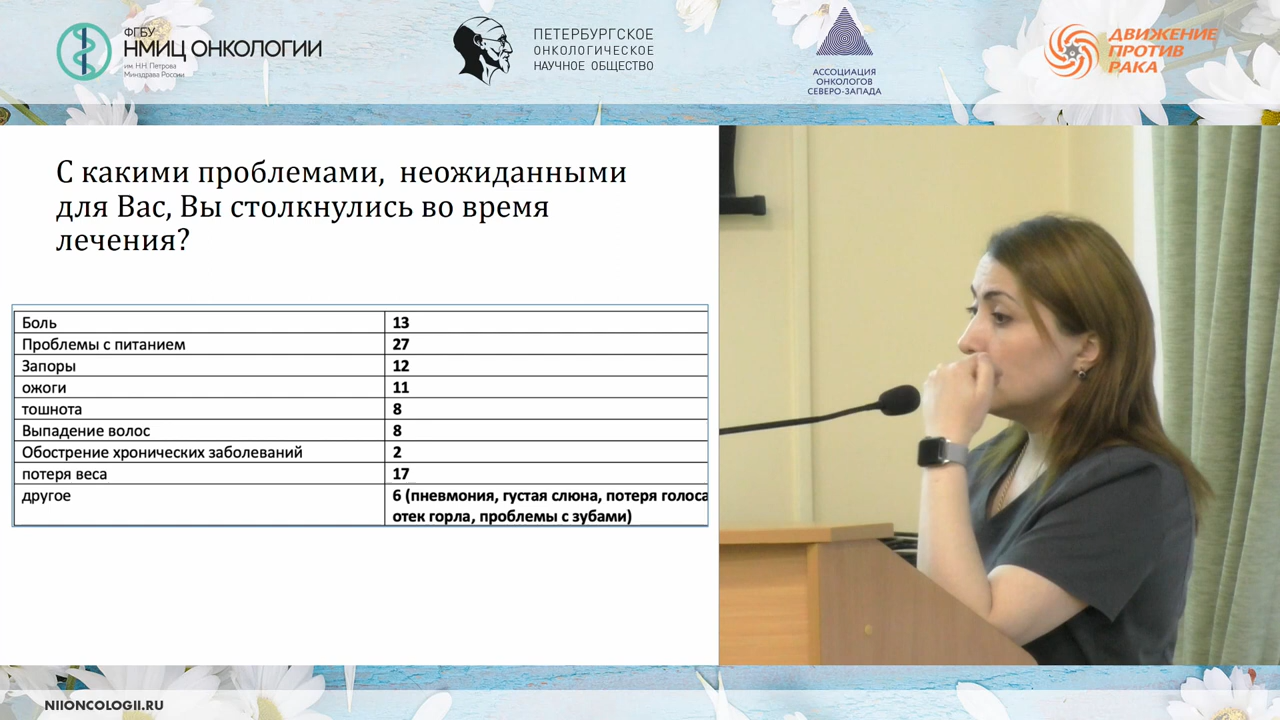 ФГБУ
НМИЦ ОНКОЛОГИИ
им. Н.Н. Петрова
Минздрава России
ПЕТЕРБУРГСКОЕ
ОНКОЛОГИЧЕСКОЕ
НАУЧНОЕ ОБЩЕСТВО
АССОЦИАЦИЯ
ОНКОЛОГОВ
СЕВЕРО-ЗАПАДА
ДВИЖЕНИЕ
ПРОТИВ
РАКА
С какими проблемами, неожиданными
для Вас, Вы столкнулись во время
лечения?
Боль 13
Проблемы с питанием 27
Запоры 12
ожоги 11
тошнота 8
Выпадение волос 8
Обострение хронических заболеваний 2
потеря веса 17
другое 6 (пневмония, густая слюна, потеря голоса
отек горла, проблемы с зубами)
NIIONCOLOGII.RU